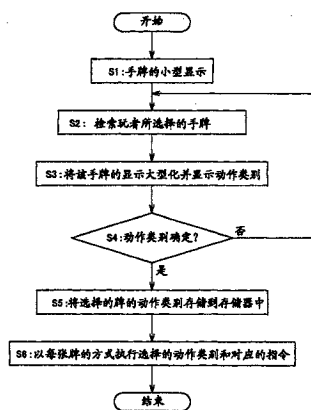 开始
S1:手牌的小型显示
S2: 检索玩者所选择的手牌
S3:将该手牌的显示大型化并显示动作类别
S4:动作类别确定?
否
是
S5:将选择的牌的动作类别存储到存储器中
S6:以每张牌的方式执行选择的动作类别和对应的指令
结束